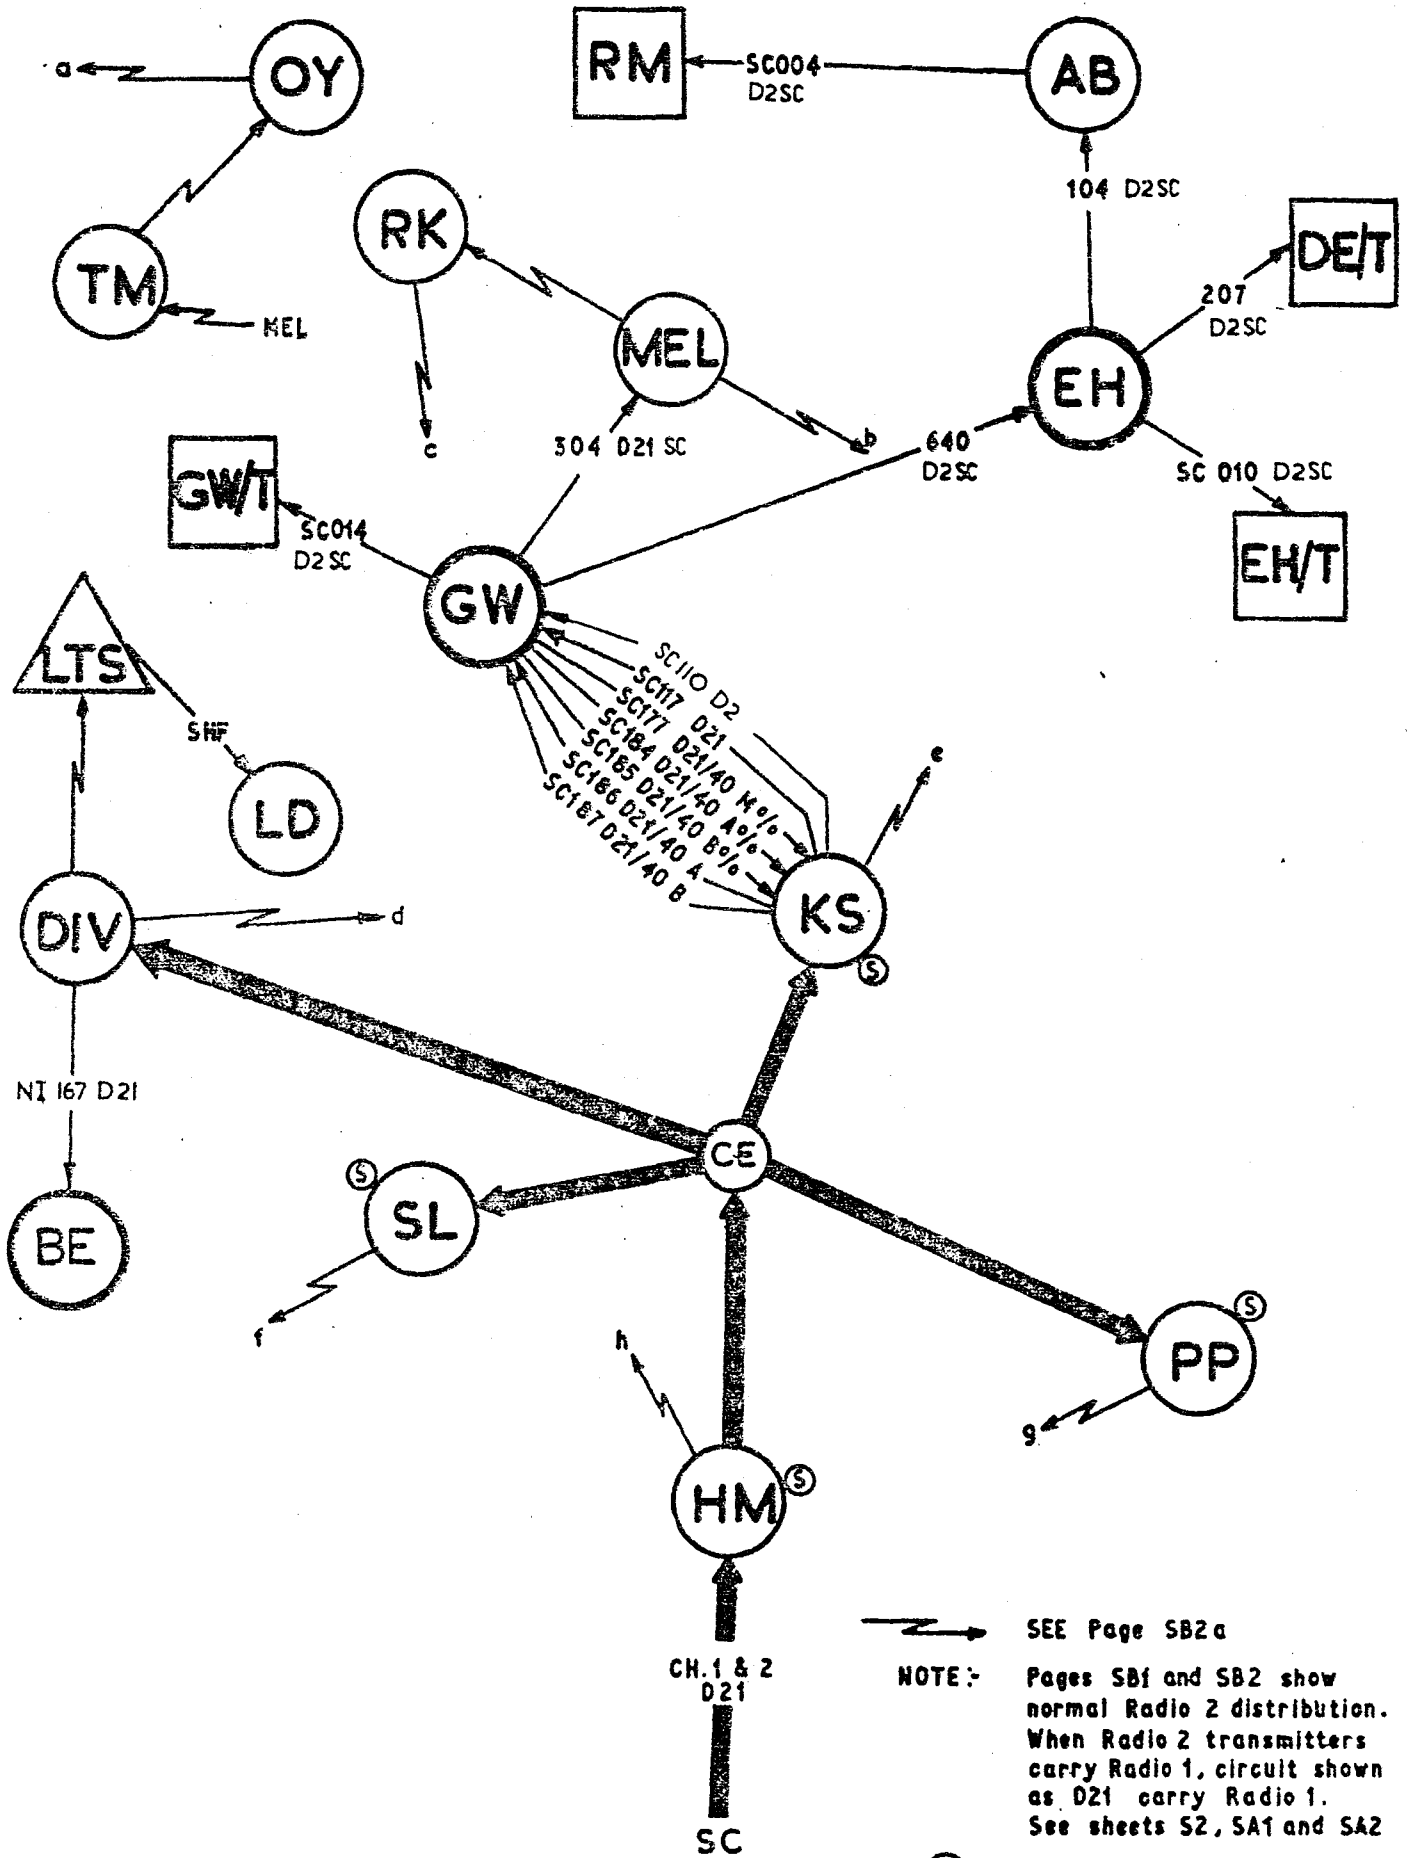 a
OY
RM
SC004
D2SC
AB
104 D2SC
RK
TM
MEL
DE/T
207
D2SC
MEL
EH
c
304 D21 SC
b
640
D2SC
SC 010 D2SC
GW/T
SC014
D2 SC
EH/T
GW
LTS
SHF
SC110 D2
SC117 D21
SC177 D21/40 M%
SC184 D21/40 A%
SC185 D21/40 B%
SC186 D21/40 A
SC187 D21/40 B
e
LD
DIV
d
KS
S
NI 167 D21
CE
S
SL
BE
f
h
S
PP
g
HM
S
CH.1 & 2
D21
SC
SEE Page SB2a
NOTE:-
Pages SB1 and SB2 show
normal Radio 2 distribution.
When Radio 2 transmitters
carry Radio 1, circuit shown
as D21 carry Radio 1.
See sheets S2, SA1 and SA2